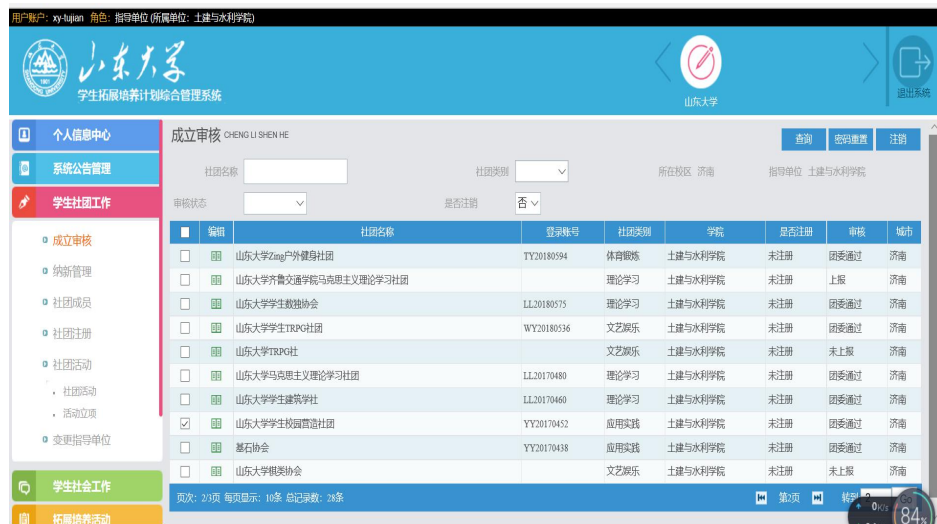 用户账户: xy-tujian 角色: 指导单位 (所属单位: 土建与水利学院)
山东大学
学生拓展培养计划综合管理系统
山东大学
退出系统
个人信息中心
系统公告管理
学生社团工作
成立审核
纳新管理
社团成员
社团注册
社团活动
社团活动
活动立项
变更指导单位
学生社会工作
拓展培养活动
成立审核 CHENG LI SHEN HE
查询 密码重置 注销
社团名称 社团类别 所在校区 济南 指导单位 土建与水利学院
审核状态 是否注销 否
编辑 社团名称 登录账号 社团类别 学院 是否注册 审核 城市
山东大学Zing户外健身社团 TY20180594 体育锻炼 土建与水利学院 未注册 团委通过 济南
山东大学齐鲁交通学院马克思主义理论学习社团 理论学习 土建与水利学院 未注册 上报 济南
山东大学学生数独协会 LL20180575 理论学习 土建与水利学院 未注册 团委通过 济南
山东大学学生TRPG社团 WY20180536 文艺娱乐 土建与水利学院 未注册 团委通过 济南
山东大学TRPG社 文艺娱乐 土建与水利学院 未注册 未上报 济南
山东大学马克思主义理论学习社团 LL20170480 理论学习 土建与水利学院 未注册 团委通过 济南
山东大学学生建筑学社 LL20170460 理论学习 土建与水利学院 未注册 团委通过 济南
山东大学学生校园营造社团 YY20170452 应用实践 土建与水利学院 未注册 团委通过 济南
基石协会 YY20170438 应用实践 土建与水利学院 未注册 团委通过 济南
山东大学棋类协会 文艺娱乐 土建与水利学院 未注册 未上报 济南
页次: 2/3页 每页显示: 10条 总记录数: 28条 第2页 转到 2 Go
0K/s 84%